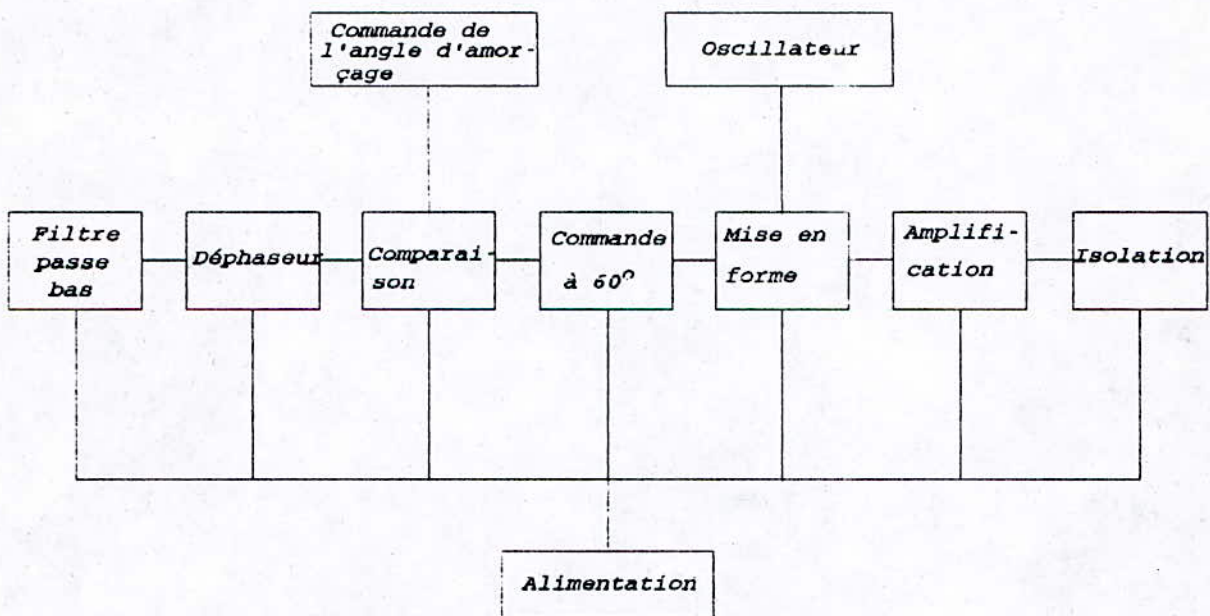 Commande de
l'angle d'amor-
çage
Oscillateur
Filtre
passe
bas
Déphaseur
Comparai-
son
Commande
à 60°
Mise en
forme
Amplifi-
cation
Isolation
Alimentation